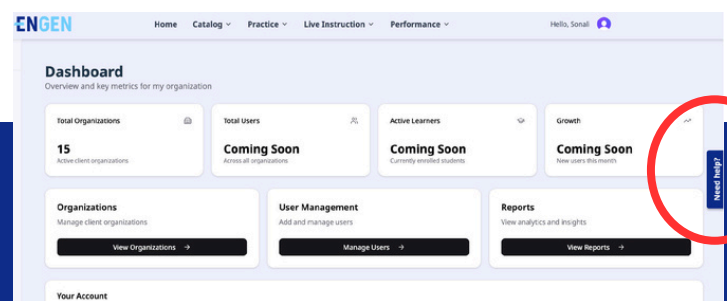 ENGEN
Home Catalog Practice Live Instruction Performance Hello, Sonali
Dashboard
Overview and key metrics for my organization
Total Organizations Total Users Active Learners Growth
15 Coming Soon Coming Soon Coming Soon
Active client organizations Across all organizations Currently enrolled students New users this month
Need help?
Organizations User Management Reports
Manage client organizations Add and manage users View analytics and insights
View Organizations → Manage Users → View Reports →
Your Account